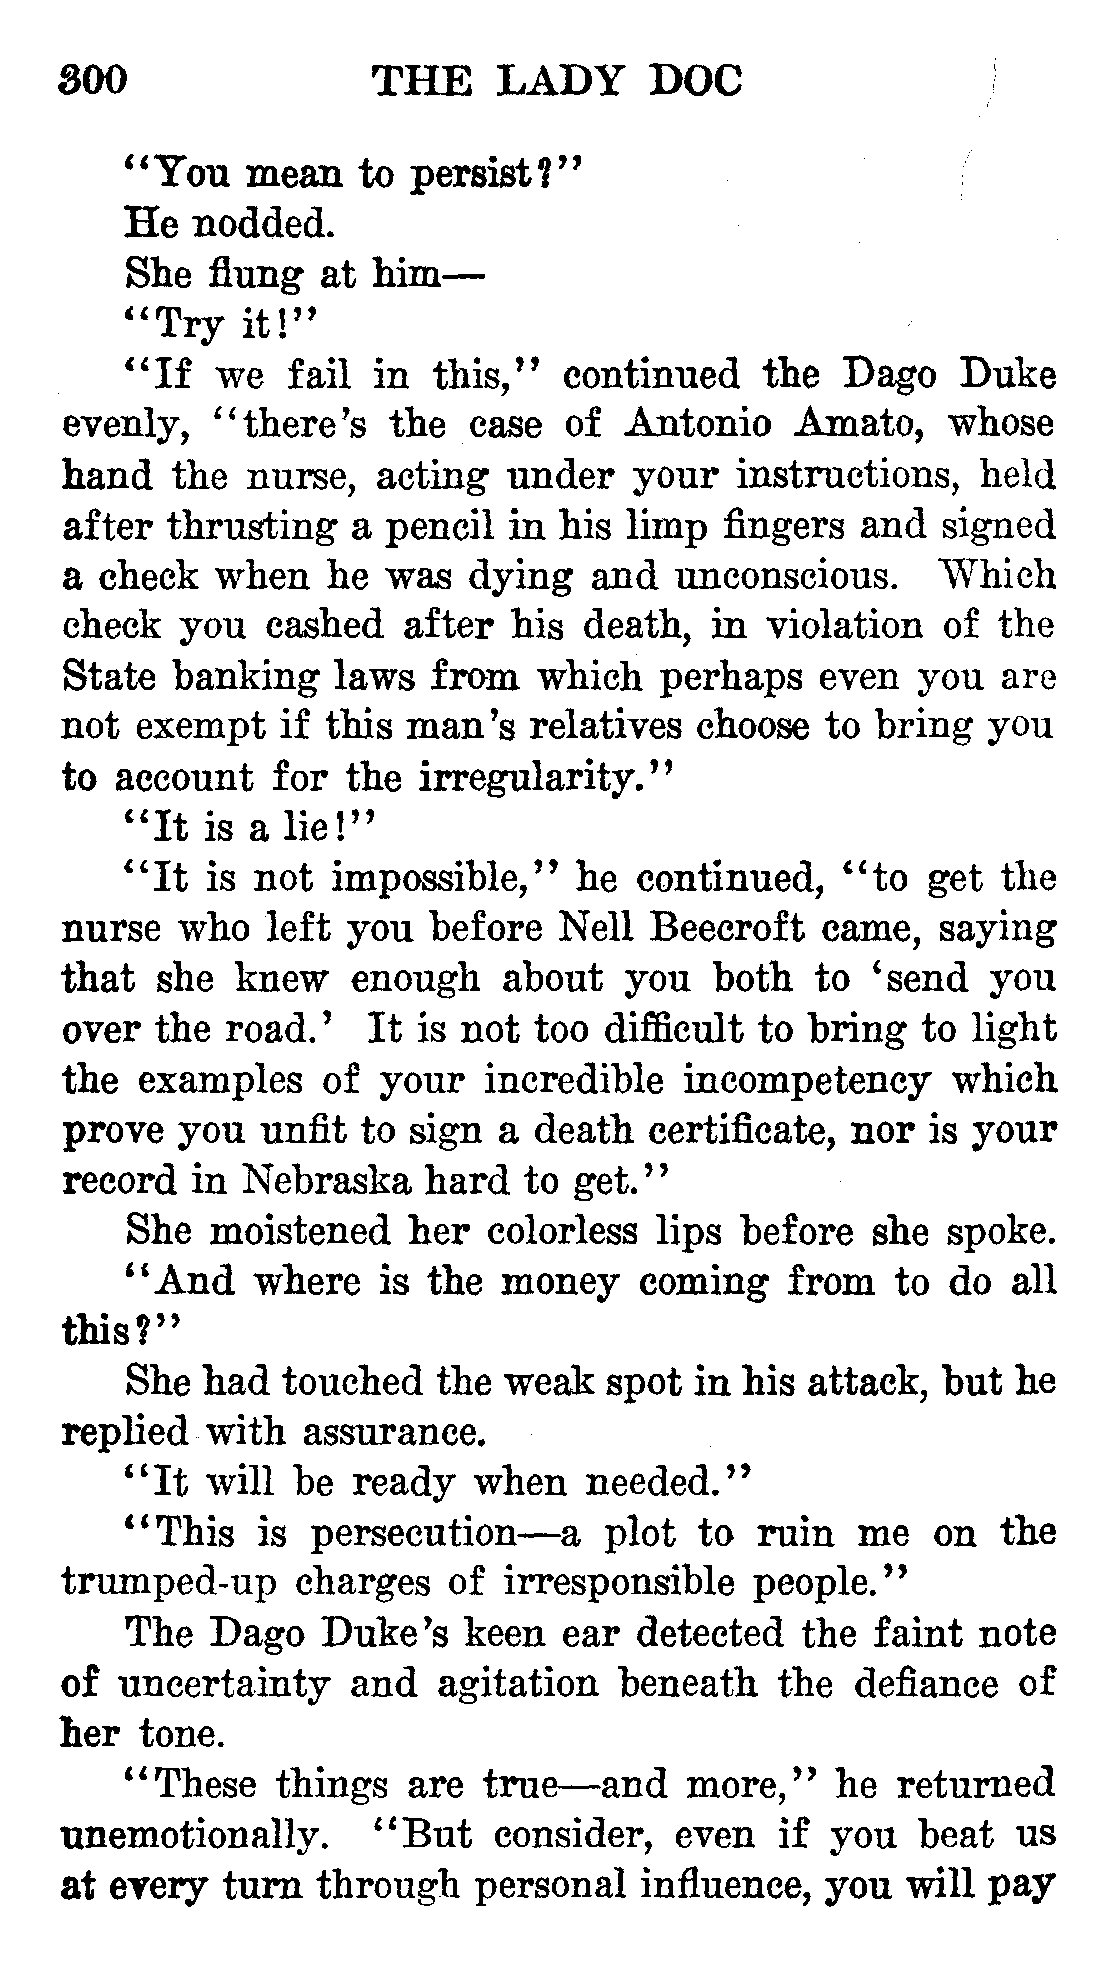 300 THE LADY DOC
“You mean to persist?”
He nodded.
She flung at him—
“Try it!”
“If we fail in this,” continued the Dago Duke
evenly, “there’s the case of Antonio Amato, whose
hand the nurse, acting under your instructions, held
after thrusting a pencil in his limp fingers and signed
a check when he was dying and unconscious. Which
check you cashed after his death, in violation of the
State banking laws from which perhaps even you are
not exempt if this man’s relatives choose to bring you
to account for the irregularity.”
“It is a lie!”
“It is not impossible,” he continued, “to get the
nurse who left you before Nell Beecroft came, saying
that she knew enough about you both to ‘send you
over the road.’ It is not too difficult to bring to light
the examples of your incredible incompetency which
prove you unfit to sign a death certificate, nor is your
record in Nebraska hard to get.”
She moistened her colorless lips before she spoke.
“And where is the money coming from to do all
this?”
She had touched the weak spot in his attack, but he
replied with assurance.
“It will be ready when needed.”
“This is persecution—a plot to ruin me on the
trumped-up charges of irresponsible people.”
The Dago Duke’s keen ear detected the faint note
of uncertainty and agitation beneath the defiance of
her tone.
“These things are true—and more,” he returned
unemotionally. “But consider, even if you beat us
at every turn through personal influence, you will pay